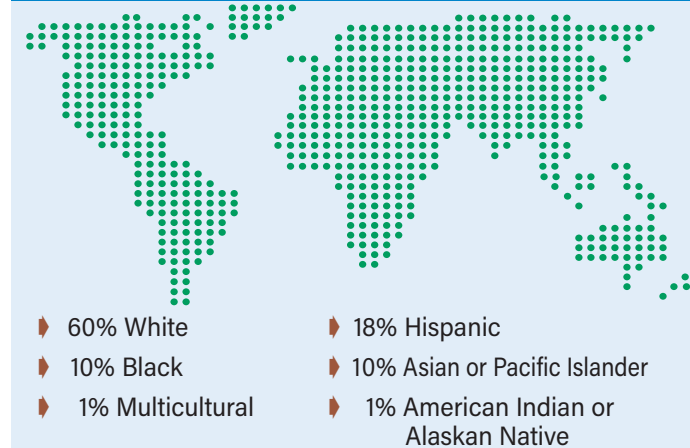 60% White
18% Hispanic
10% Black
10% Asian or Pacific Islander
1% Multicultural
1% American Indian or
Alaskan Native